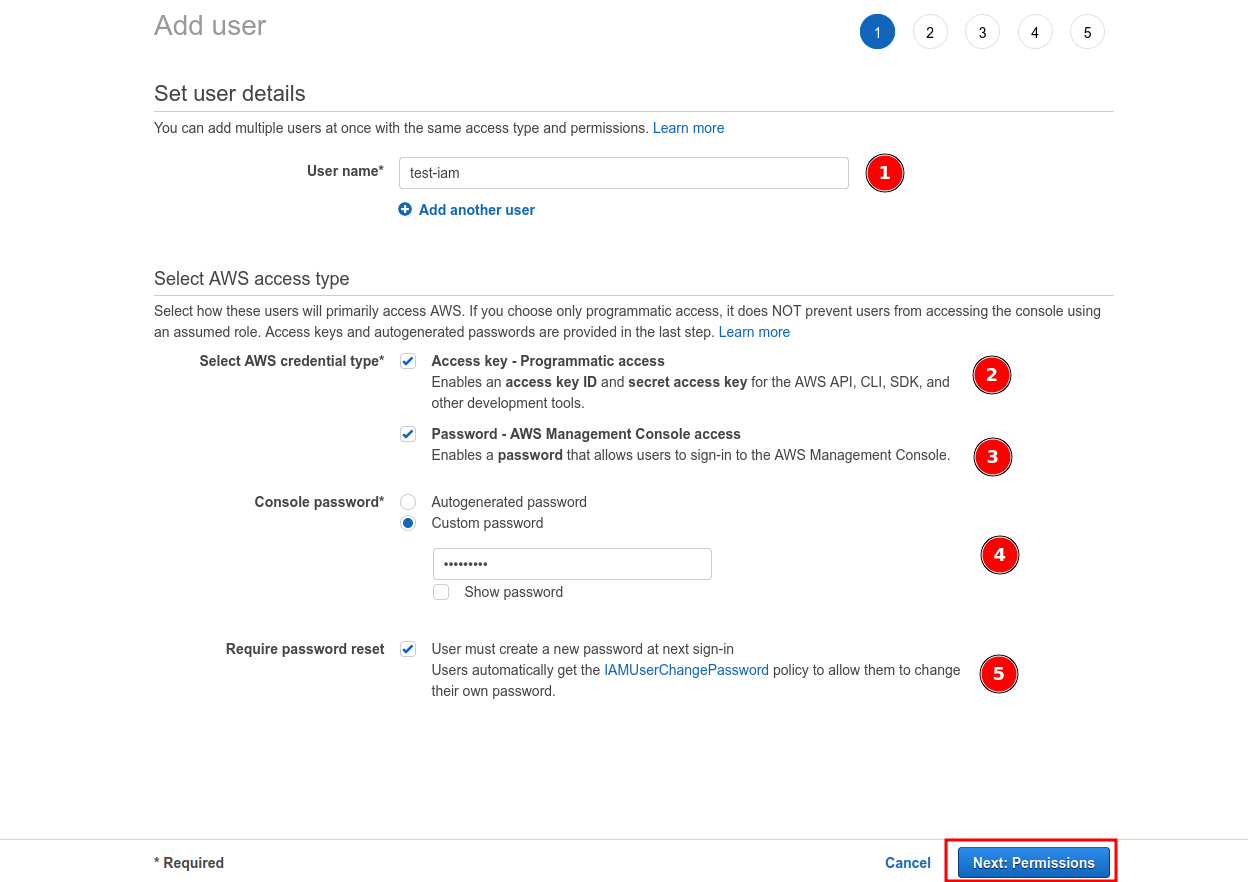 Add user
1 2 3 4 5
Set user details
You can add multiple users at once with the same access type and permissions. Learn more
User name* test-iam 1
Add another user
Select AWS access type
Select how these users will primarily access AWS. If you choose only programmatic access, it does NOT prevent users from accessing the console using
an assumed role. Access keys and autogenerated passwords are provided in the last step. Learn more
Select AWS credential type* Access key - Programmatic access
Enables an access key ID and secret access key for the AWS API, CLI, SDK, and 2
other development tools.
Password - AWS Management Console access
Enables a password that allows users to sign-in to the AWS Management Console. 3
Console password* Autogenerated password
Custom password
••••••••• 4
Show password
Require password reset User must create a new password at next sign-in
Users automatically get the IAMUserChangePassword policy to allow them to change 5
their own password.
* Required Cancel Next: Permissions